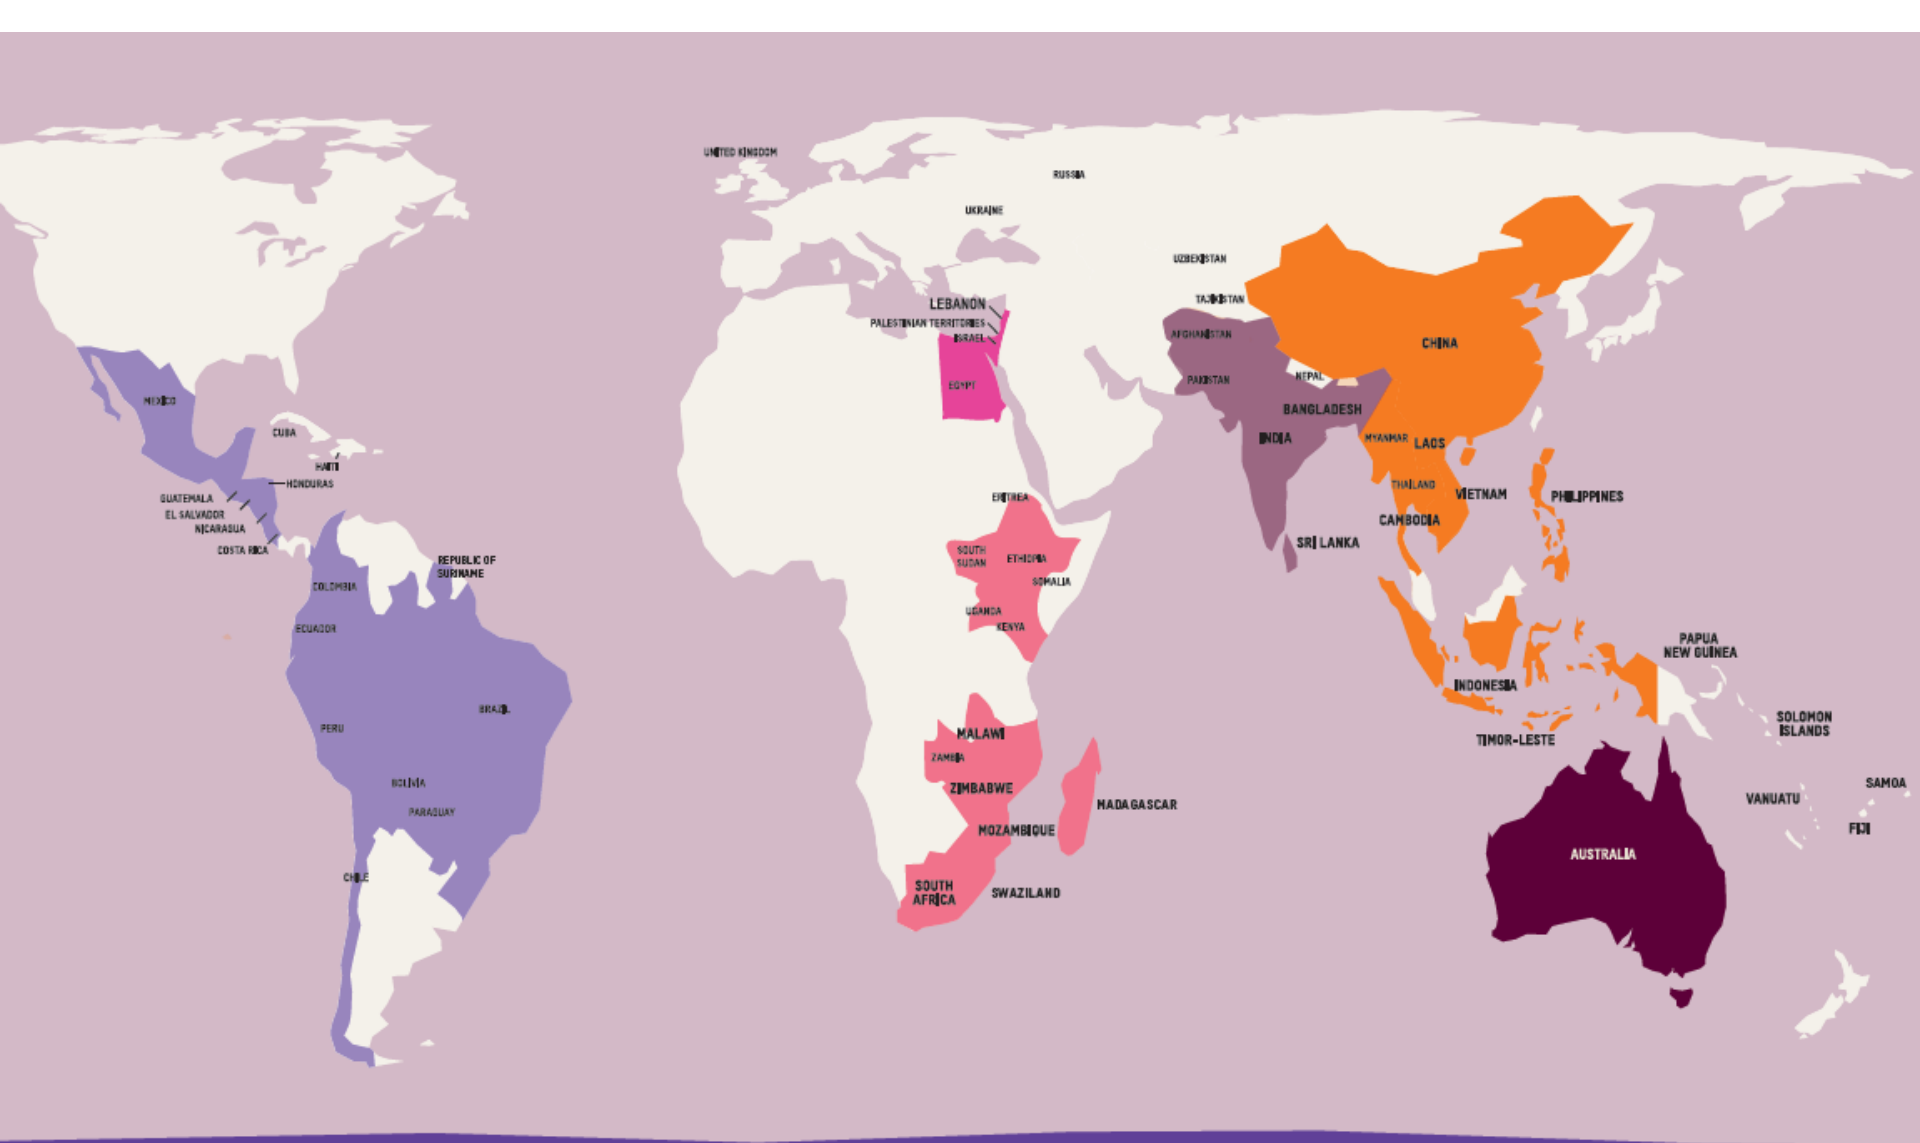 UNITED KINGDOM
RUSSIA
UKRAINE
UZBEKISTAN
TAJIKISTAN
LEBANON
PALESTINIAN TERRITORIES
ISRAEL
AFGHANISTAN
CHINA
EGYPT
PAKISTAN
NEPAL
MEXICO
BANGLADESH
CUBA
INDIA
MYANMAR
LAOS
HAITI
HONDURAS
THAILAND
GUATEMALA
ERITREA
VIETNAM
PHILIPPINES
EL SALVADOR
NICARAGUA
CAMBODIA
COSTA RICA
SRI LANKA
REPUBLIC OF
SURINAME
SOUTH
SUDAN
ETHIOPIA
COLOMBIA
SOMALIA
UGANDA
ECUADOR
KENYA
PAPUA
NEW GUINEA
INDONESIA
BRAZIL
SOLOMON
ISLANDS
PERU
MALAWI
TIMOR-LESTE
ZAMBIA
BOLIVIA
ZIMBABWE
SAMOA
VANUATU
MADAGASCAR
PARAGUAY
MOZAMBIQUE
FIJI
AUSTRALIA
CHILE
SOUTH
AFRICA
SWAZILAND